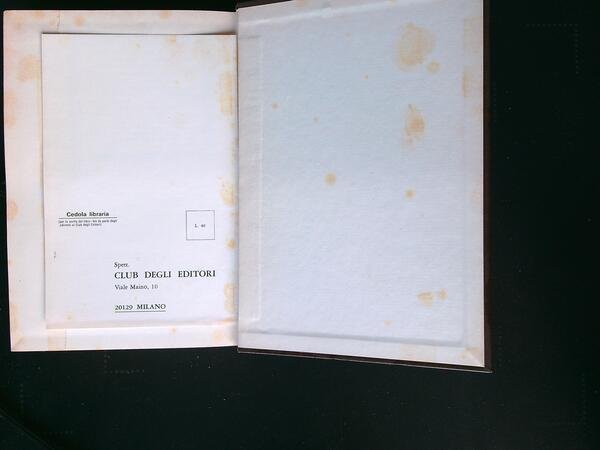 Cedola libraria
L. 40
Spett.
CLUB DEGLI EDITORI
Viale Maino, 10
20129 MILANO